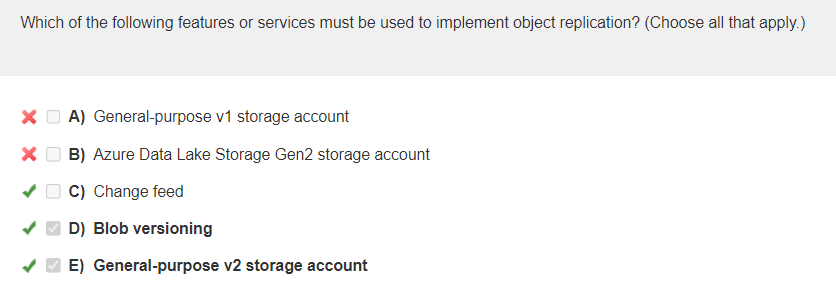 Which of the following features or services must be used to implement object replication? (Choose all that apply.)
A) General-purpose v1 storage account
B) Azure Data Lake Storage Gen2 storage account
C) Change feed
D) Blob versioning
E) General-purpose v2 storage account